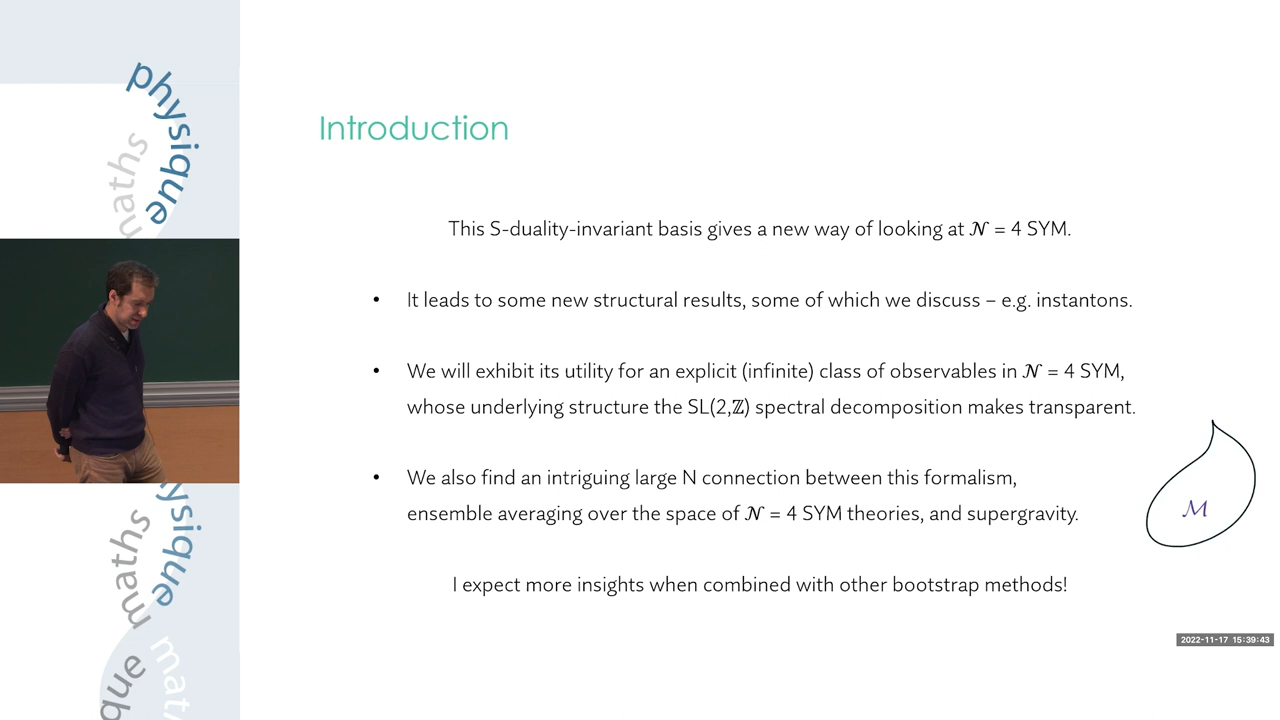 physique
maths
Introduction
This S-duality-invariant basis gives a new way of looking at 𝒩 = 4 SYM.
• It leads to some new structural results, some of which we discuss – e.g. instantons.
• We will exhibit its utility for an explicit (infinite) class of observables in 𝒩 = 4 SYM,
whose underlying structure the SL(2,ℤ) spectral decomposition makes transparent.
• We also find an intriguing large N connection between this formalism,
ensemble averaging over the space of 𝒩 = 4 SYM theories, and supergravity.
ℳ
I expect more insights when combined with other bootstrap methods!
ysique
maths
que
mat
2022-11-17 15:39:43